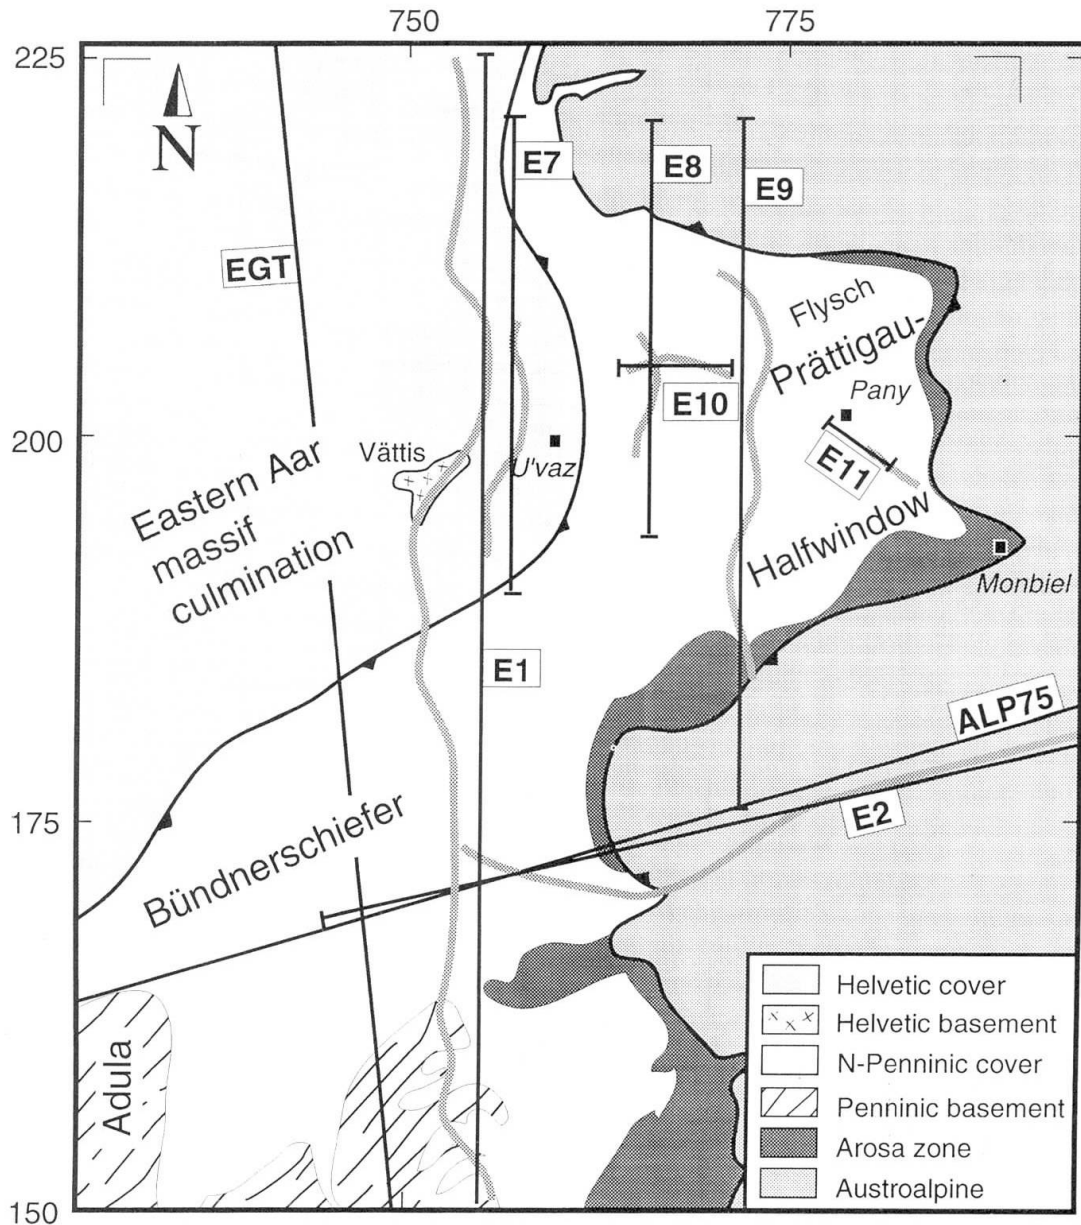 750
775
225
N
E7
E8
E9
EGT
Flysch
Prättigau-
Pany
E10
200
Vättis
U'vaz
E11
Eastern Aar
massif
culmination
Halfwindow
Monbiel
E1
ALP75
E2
175
Bündnerschiefer
Adula
Helvetic cover
Helvetic basement
N-Penninic cover
Penninic basement
Arosa zone
Austroalpine
150